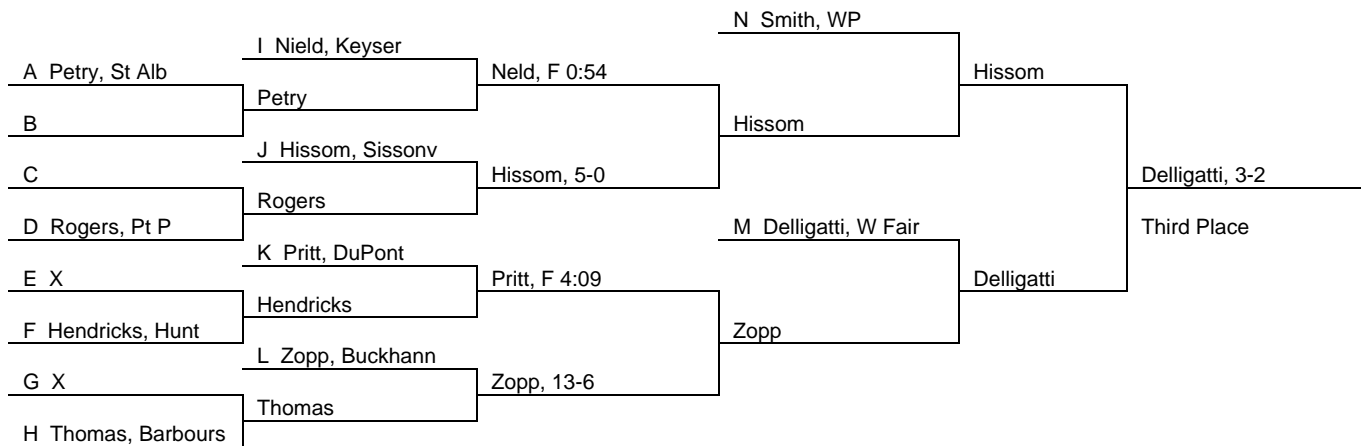 N Smith, WP
I Nield, Keyser
A Petry, St Alb
Neld, F 0:54
Hissom
Petry
B
Hissom
J Hissom, Sissonv
C
Hissom, 5-0
Delligatti, 3-2
Rogers
D Rogers, Pt P
M Delligatti, W Fair
Third Place
K Pritt, DuPont
E X
Pritt, F 4:09
Delligatti
Hendricks
F Hendricks, Hunt
Zopp
L Zopp, Buckhann
G X
Zopp, 13-6
Thomas
H Thomas, Barbours